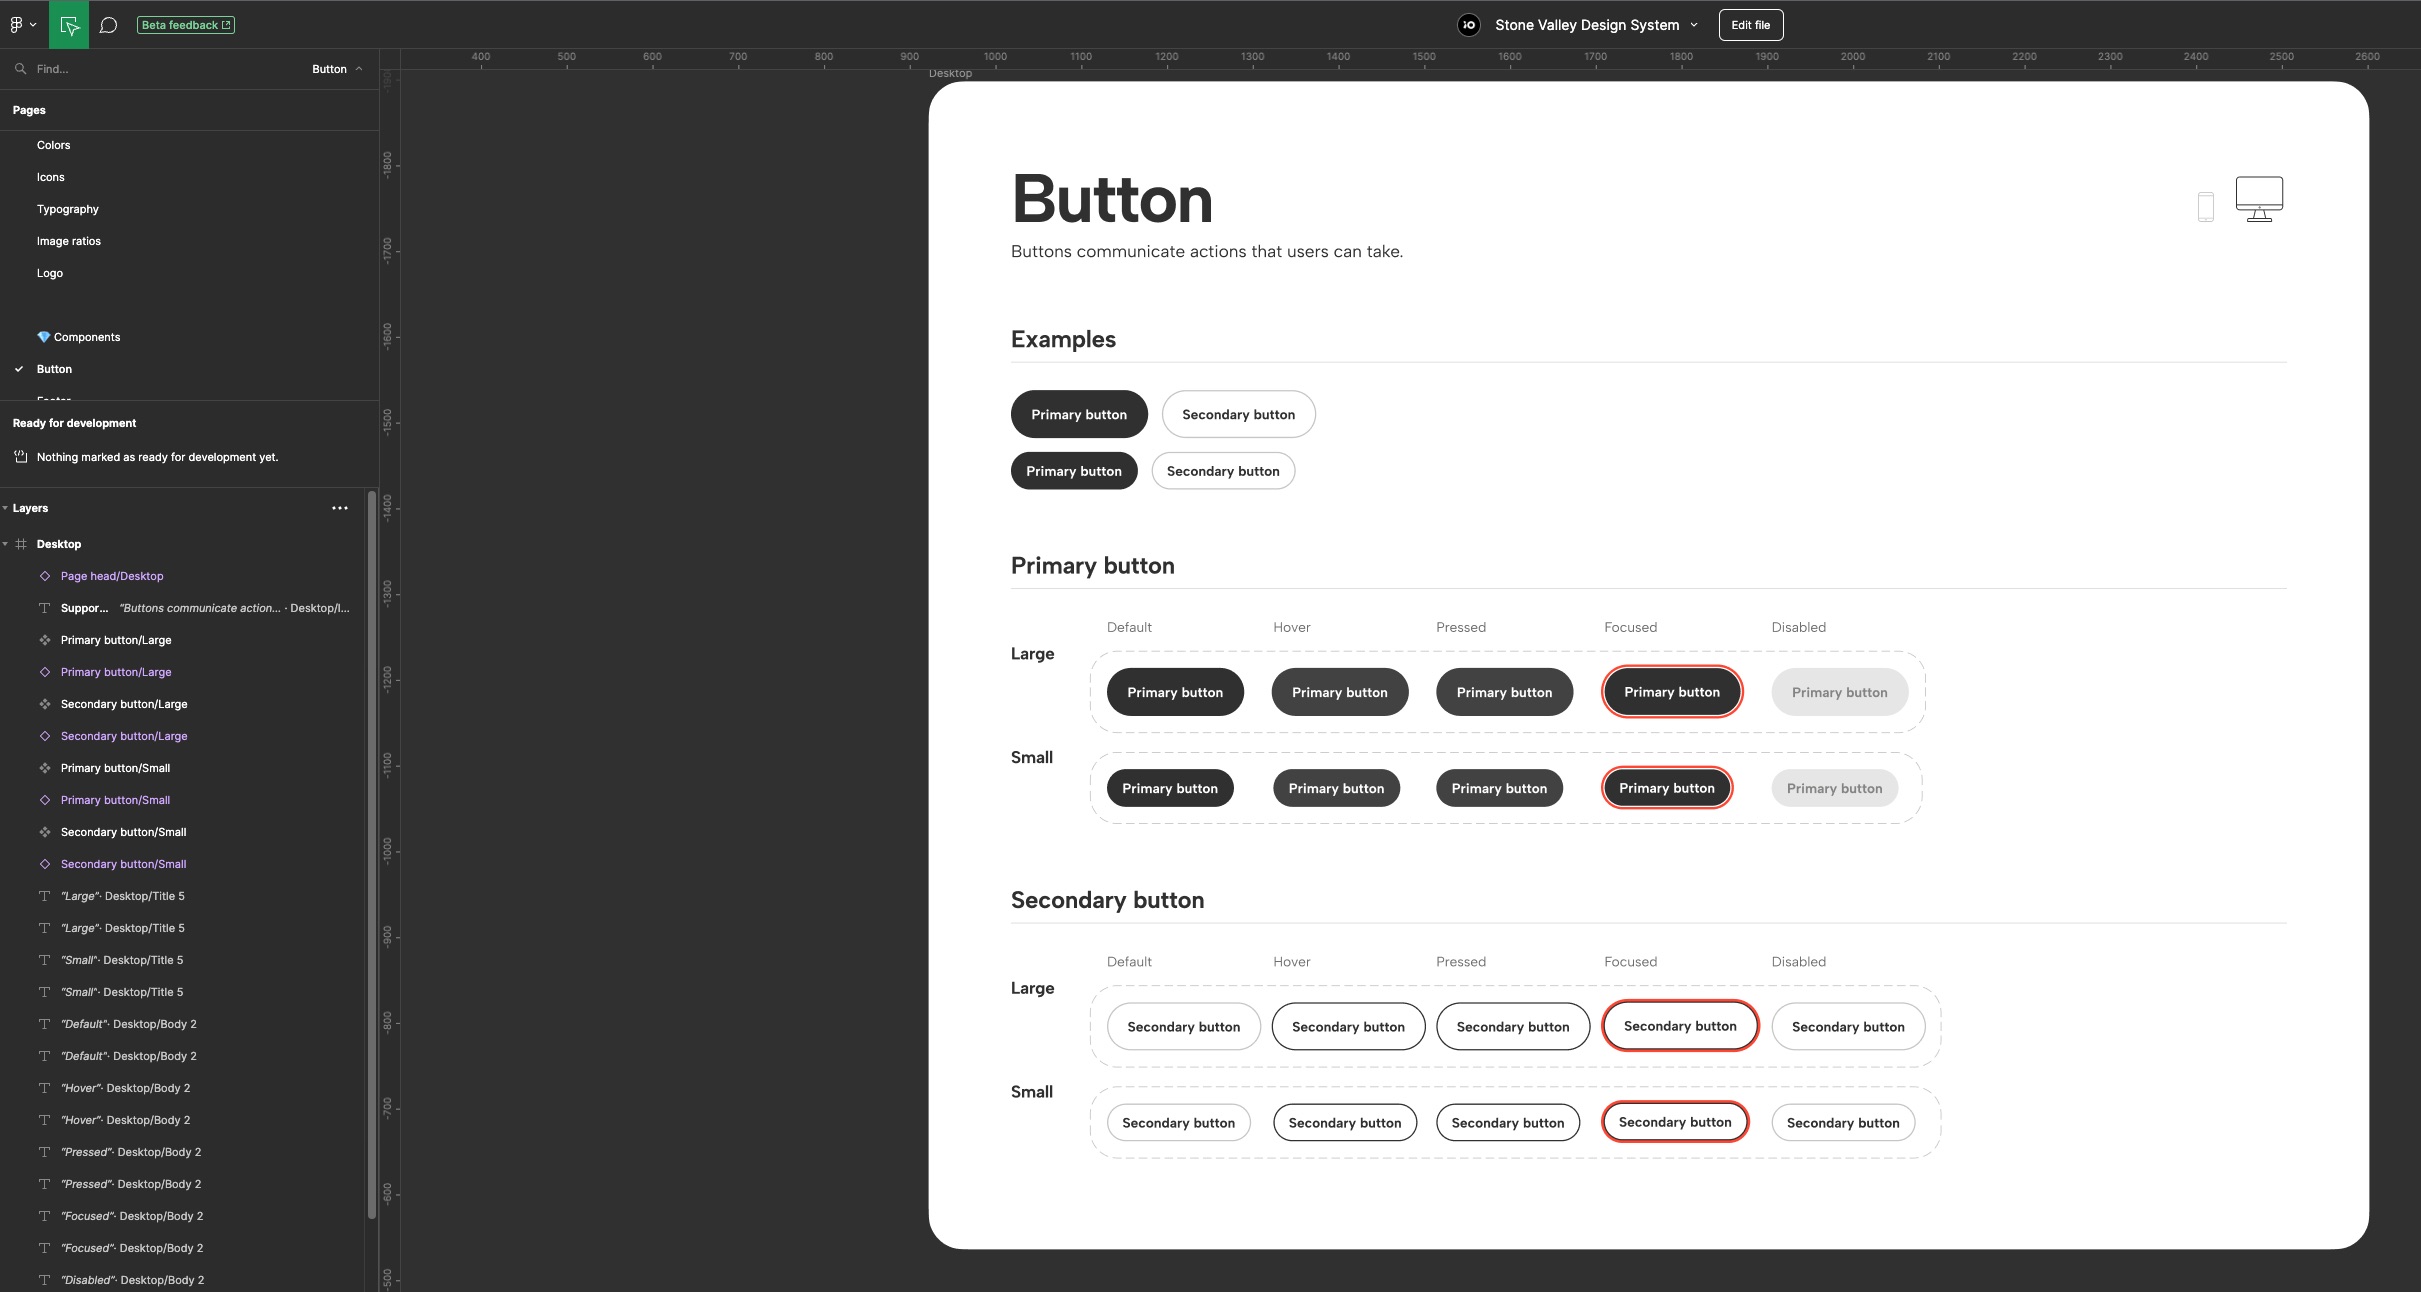 Beta feedback
Stone Valley Design System
Edit file
Find...
Button
400 500 600 700 800 900 1000 1100 1200 1300 1400 1500 1600 1700 1800 1900 2000 2100 2200 2300 2400 2500 2600
Pages
Colors
Icons
Typography
Image ratios
Logo
💎 Components
Button
Footer
Ready for development
Nothing marked as ready for development yet.
Layers
Desktop
Page head/Desktop
Suppor... "Buttons communicate action... · Desktop/I...
Primary button/Large
Primary button/Large
Secondary button/Large
Secondary button/Large
Primary button/Small
Primary button/Small
Secondary button/Small
Secondary button/Small
"Large"· Desktop/Title 5
"Large"· Desktop/Title 5
"Small"· Desktop/Title 5
"Small"· Desktop/Title 5
"Default"· Desktop/Body 2
"Default"· Desktop/Body 2
"Hover"· Desktop/Body 2
"Hover"· Desktop/Body 2
"Pressed"· Desktop/Body 2
"Pressed"· Desktop/Body 2
"Focused"· Desktop/Body 2
"Focused"· Desktop/Body 2
"Disabled"· Desktop/Body 2
-1800
-1700
-1600
-1500
-1400
-1300
-1200
-1100
-1000
-900
-800
-700
-600
-500
Desktop
Button
Buttons communicate actions that users can take.
Examples
Primary button Secondary button
Primary button Secondary button
Primary button
Default Hover Pressed Focused Disabled
Large
Primary button Primary button Primary button Primary button Primary button
Small
Primary button Primary button Primary button Primary button Primary button
Secondary button
Default Hover Pressed Focused Disabled
Large
Secondary button Secondary button Secondary button Secondary button Secondary button
Small
Secondary button Secondary button Secondary button Secondary button Secondary button